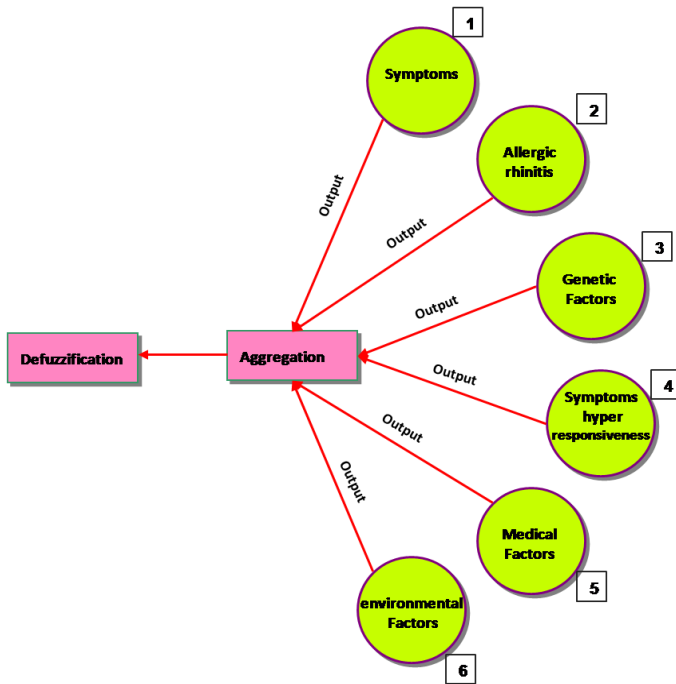 1
Symptoms
Output
2
Allergic
rhinitis
Output
3
Genetic
Factors
Output
Defuzzification
Aggregation
4
Symptoms
hyper
responsiveness
Output
5
Medical
Factors
Output
6
environmental
Factors
Output